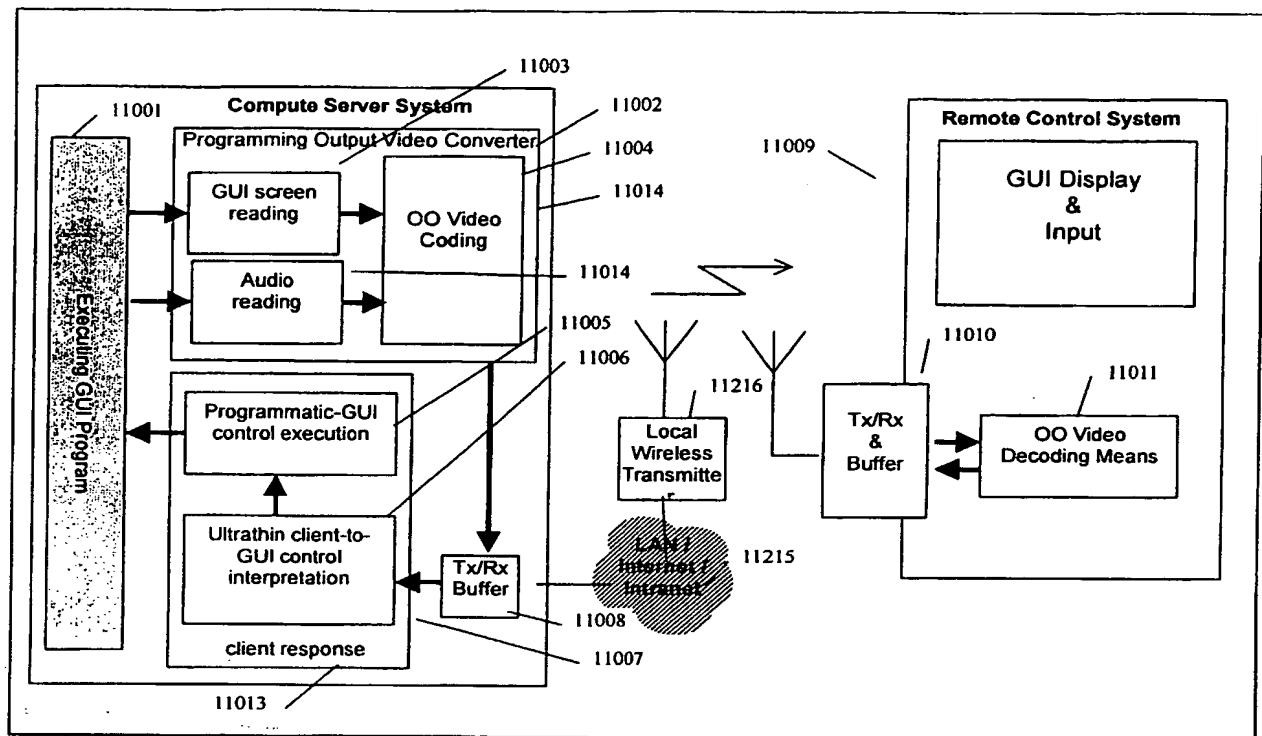 11003
Compute Server System
11002
11001
Programming Output Video Converter
11004
11014
GUI screen
reading
OO Video
Coding
Audio
reading
11014
11005
11006
Executing GUI Program
Programmatic-GUI
control execution
Ultrathin client-to-
GUI control
interpretation
Tx/Rx
Buffer
11008
client response
11007
11013
11216
Local
Wireless
Transmitte
r
LAN /
Internet /
Intranet
11215
11009
Remote Control System
GUI Display
&
Input
11010
Tx/Rx
&
Buffer
11011
OO Video
Decoding Means